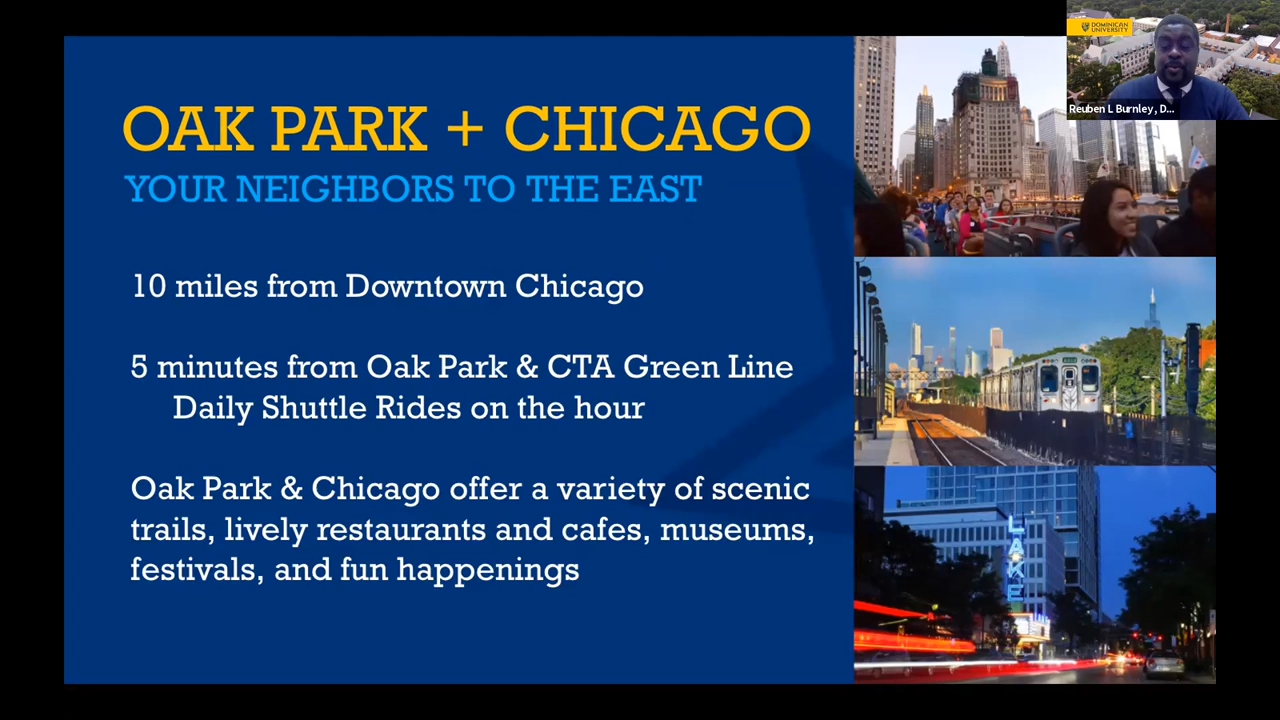 DOMINICAN
UNIVERSITY
Reuben L Burnley, D...
OAK PARK + CHICAGO
YOUR NEIGHBORS TO THE EAST
10 miles from Downtown Chicago
5 minutes from Oak Park & CTA Green Line
Daily Shuttle Rides on the hour
Oak Park & Chicago offer a variety of scenic
trails, lively restaurants and cafes, museums,
festivals, and fun happenings
LAKE